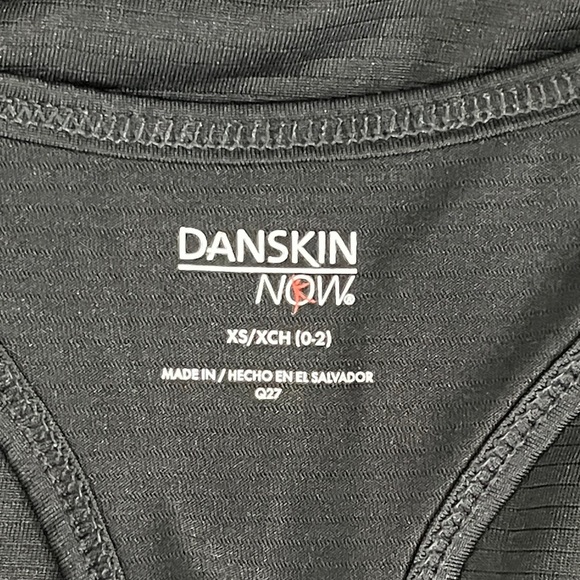 DANSKIN
NOW®
XS/XCH (0-2)
MADE IN / HECHO EN EL SALVADOR
Q27